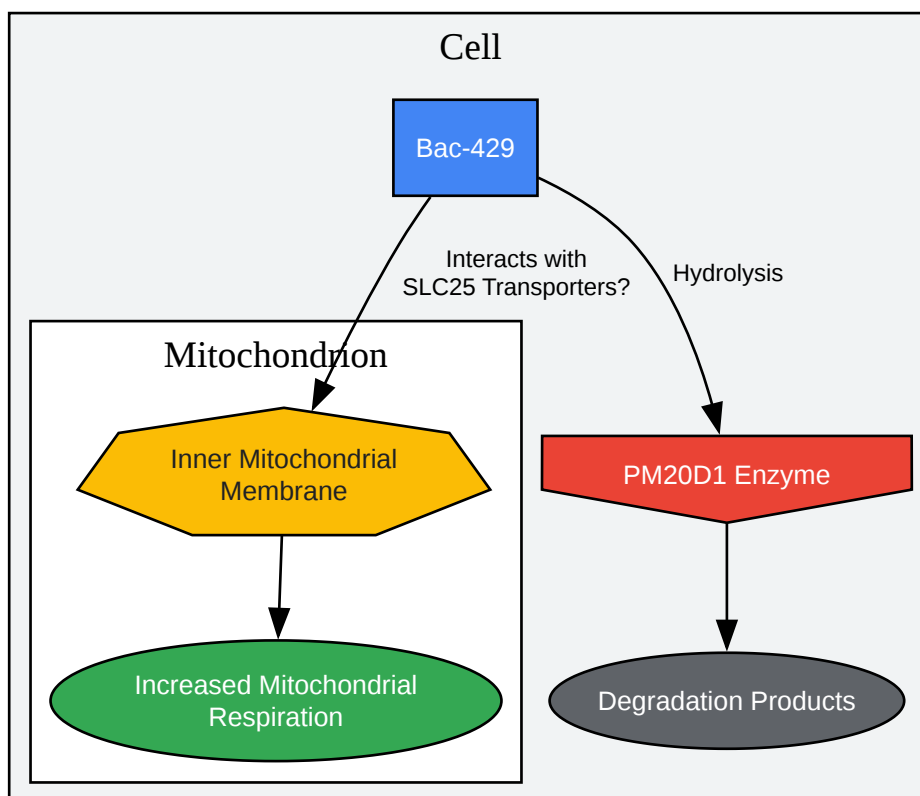 Cell
Bac-429
Interacts with
SLC25 Transporters?
Hydrolysis
Mitochondrion
Inner Mitochondrial
Membrane
PM20D1 Enzyme
Increased Mitochondrial
Respiration
Degradation Products